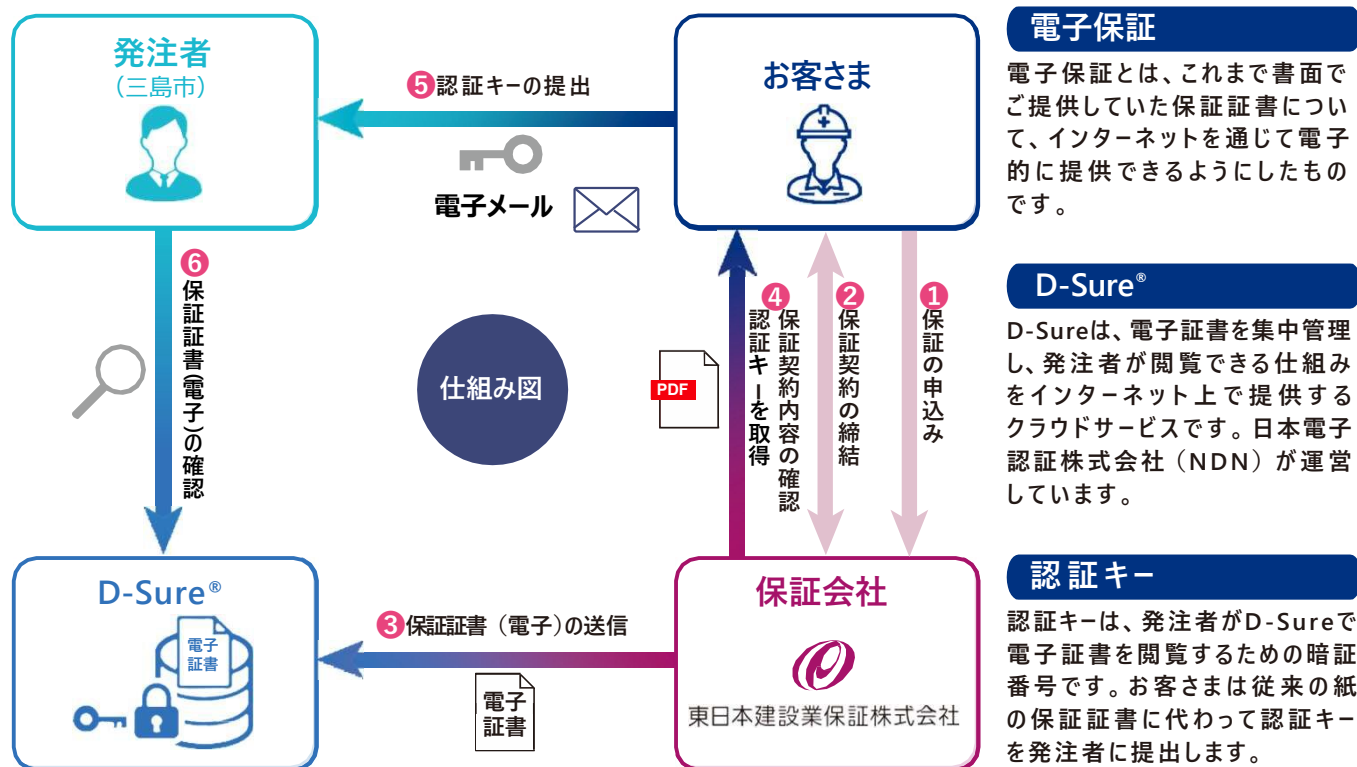 発注者
（三島市）
❺認証キーの提出
電子メール
お客さま
❻保証証書（電子）の確認
仕組み図
PDF
❹保証契約内容の確認
認証キーを取得
❷保証契約の締結
❶保証の申込み
D-Sure®
電子
証書
❸保証証書（電子）の送信
電子
証書
保証会社
東日本建設業保証株式会社
電子保証
電子保証とは、これまで書面で
ご提供していた保証証書につい
て、インターネットを通じて電子
的に提供できるようにしたもの
です。
D-Sure®
D-Sureは、電子証書を集中管理
し、発注者が閲覧できる仕組み
をインターネット上で提供する
クラウドサービスです。日本電子
認証株式会社（NDN）が運営
しています。
認証キー
認証キーは、発注者がD-Sureで
電子証書を閲覧するための暗証
番号です。お客さまは従来の紙
の保証証書に代わって認証キー
を発注者に提出します。